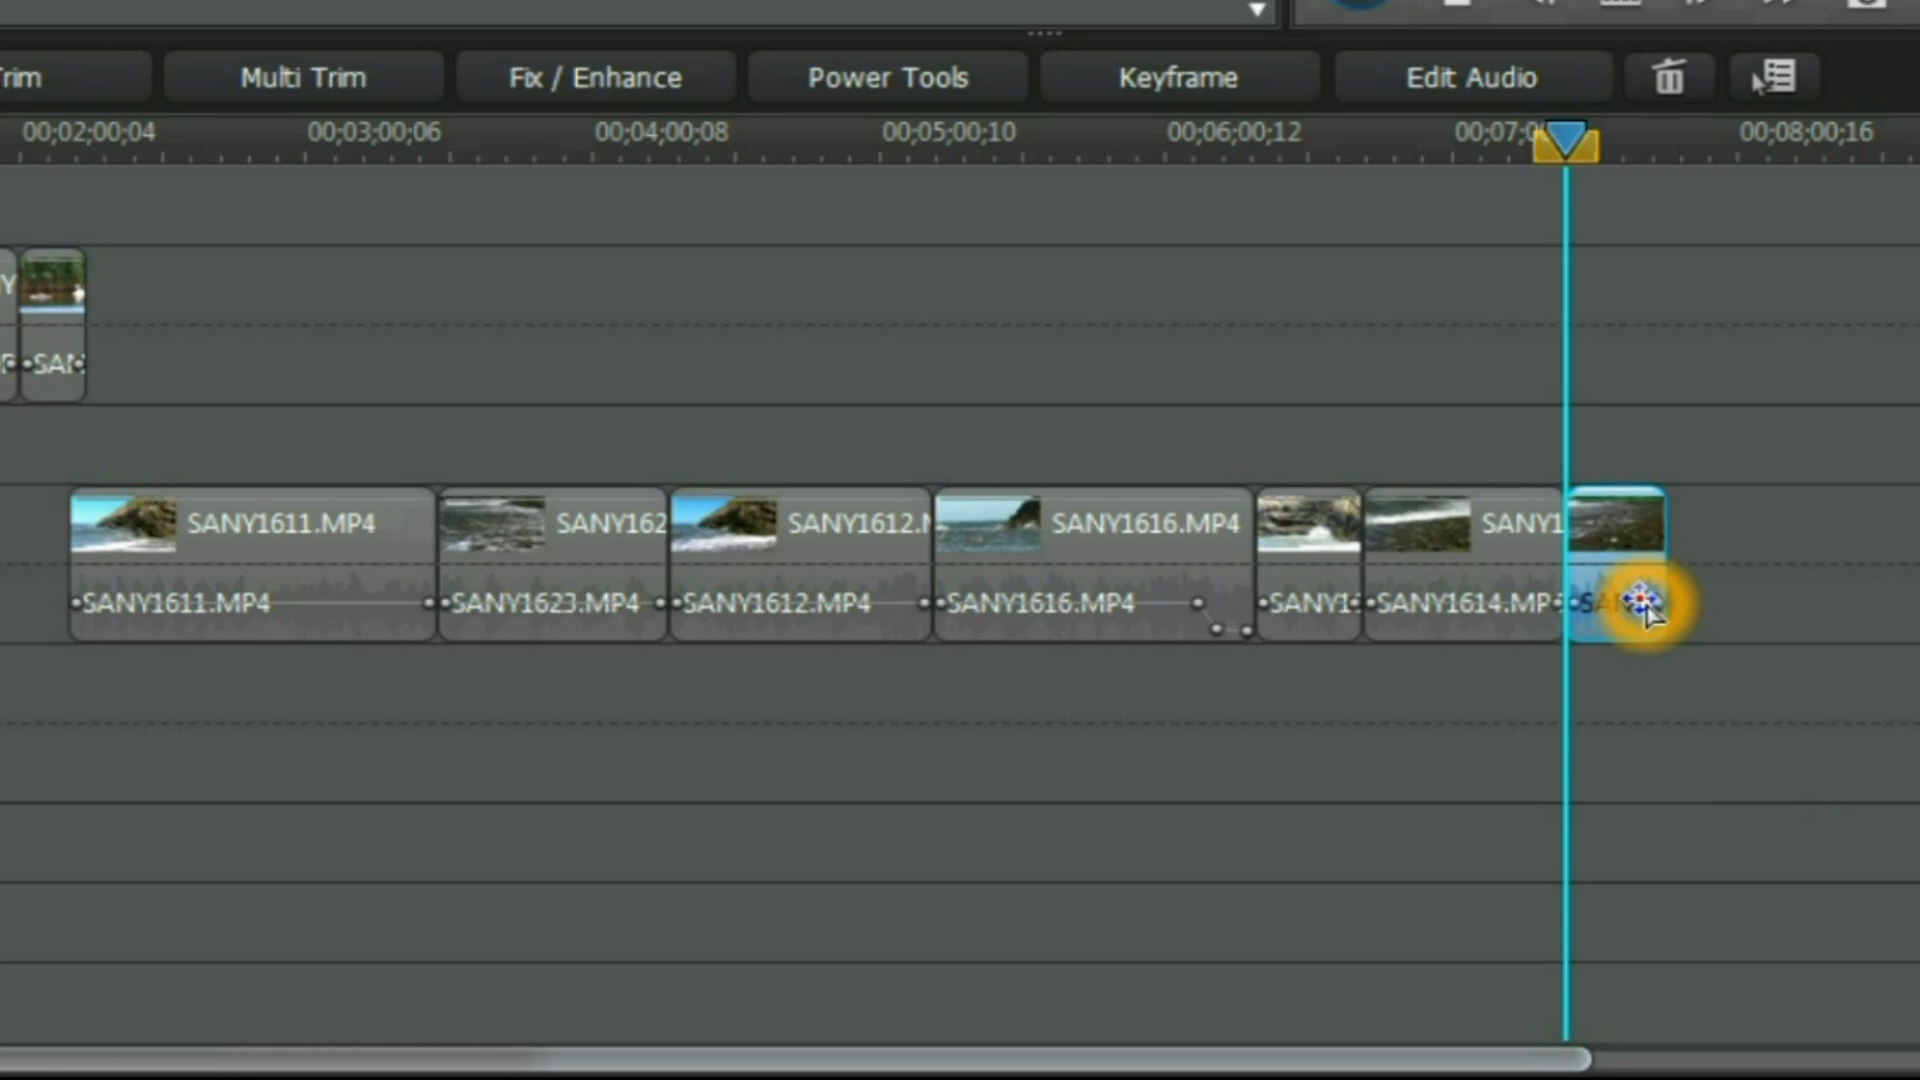 Trim Multi Trim Fix / Enhance Power Tools Keyframe Edit Audio
00;02;00;04 00;03;00;06 00;04;00;08 00;05;00;10 00;06;00;12 00;07;0 00;08;00;16
SANY1611.MP4 SANY162 SANY1612.M SANY1616.MP4 SANY1
SAN
SANY1611.MP4 SANY1623.MP4 SANY1612.MP4 SANY1616.MP4 SANY1 SANY1614.MP4